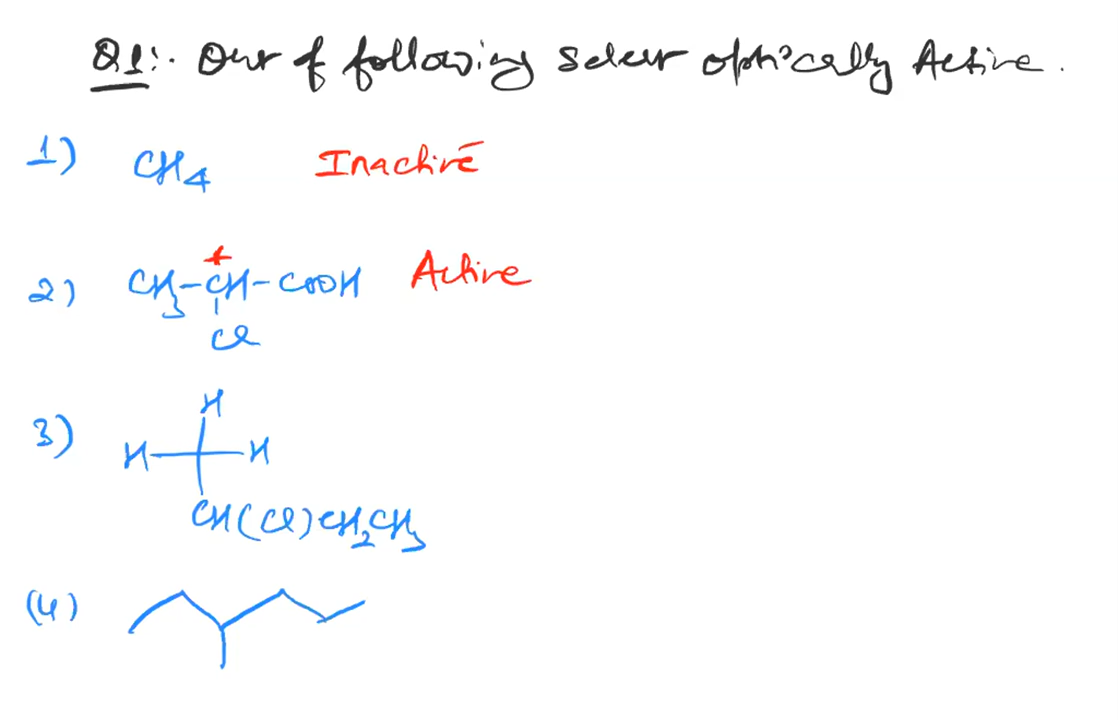 Q1:. Out of following select optically Active.
1) CH4 Inactive
2) CH3-CH-COOH Active
*
Cl
3) H
H H
CH(Cl)CH2CH3
(4)